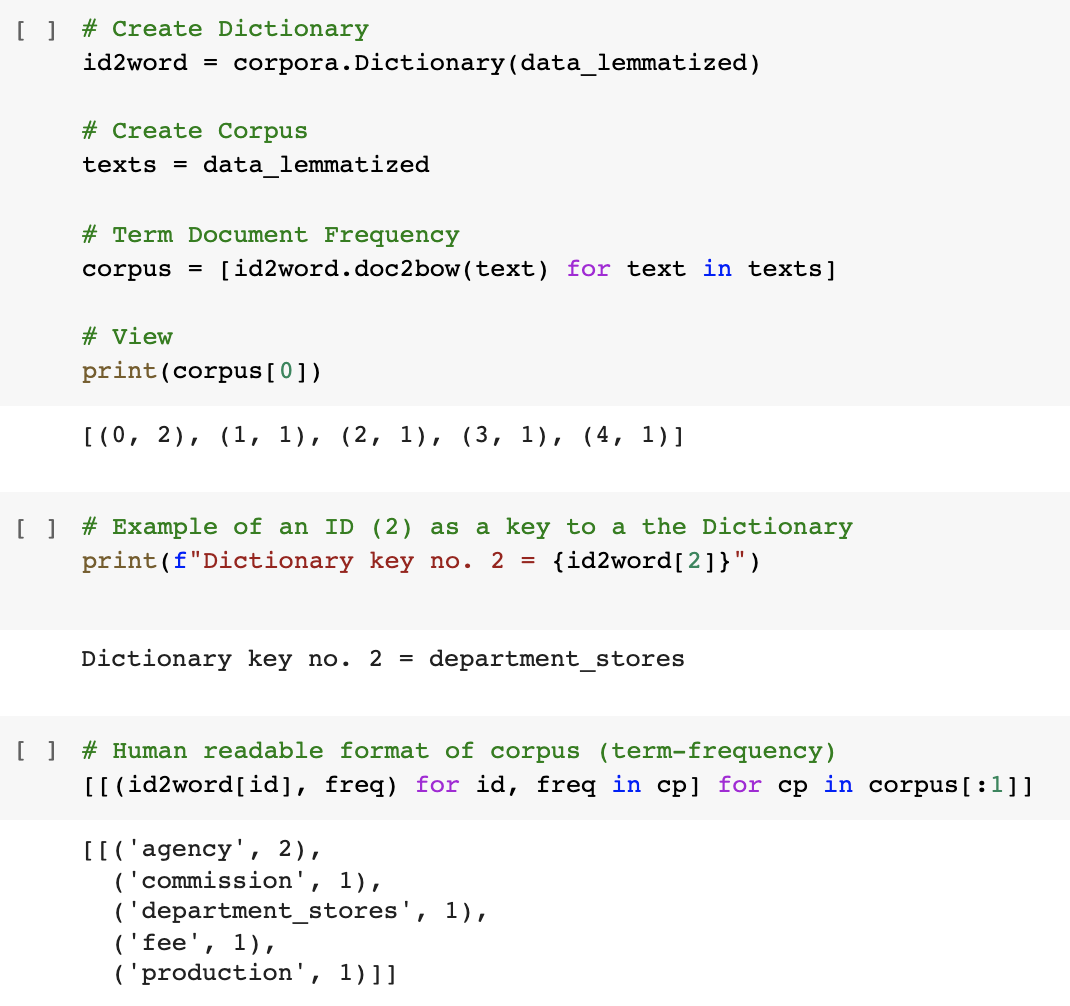 [ ] # Create Dictionary
id2word = corpora.Dictionary(data_lemmatized)
# Create Corpus
texts = data_lemmatized
# Term Document Frequency
corpus = [id2word.doc2bow(text) for text in texts]
# View
print(corpus[0])
[(0, 2), (1, 1), (2, 1), (3, 1), (4, 1)]
[ ] # Example of an ID (2) as a key to a the Dictionary
print(f"Dictionary key no. 2 = {id2word[2]}")
Dictionary key no. 2 = department_stores
[ ] # Human readable format of corpus (term-frequency)
[[(id2word[id], freq) for id, freq in cp] for cp in corpus[:1]]
[[('agency', 2),
('commission', 1),
('department_stores', 1),
('fee', 1),
('production', 1)]]